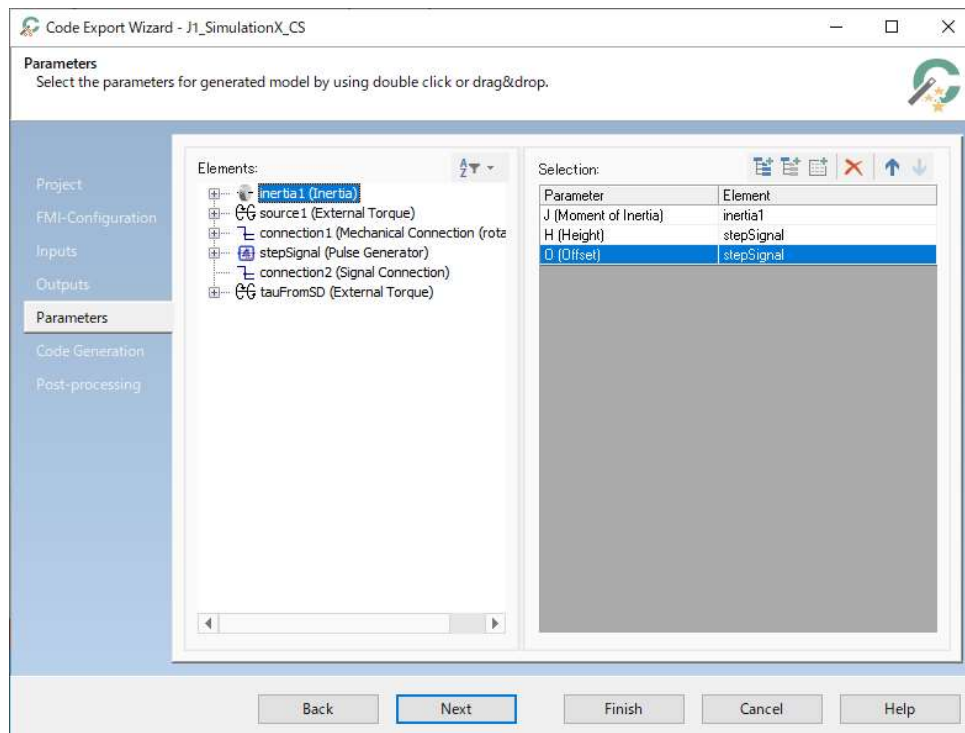 Code Export Wizard - J1_SimulationX_CS
Parameters
Select the parameters for generated model by using double click or drag&drop.
Project
FMI-Configuration
Inputs
Outputs
Parameters
Code Generation
Post-processing
Elements:
inertia1 (Inertia)
source1 (External Torque)
connection1 (Mechanical Connection (rota
stepSignal (Pulse Generator)
connection2 (Signal Connection)
tauFromSD (External Torque)
Selection:
Parameter Element
J (Moment of Inertia) inertia1
H (Height) stepSignal
O (Offset) stepSignal
Back Next Finish Cancel Help